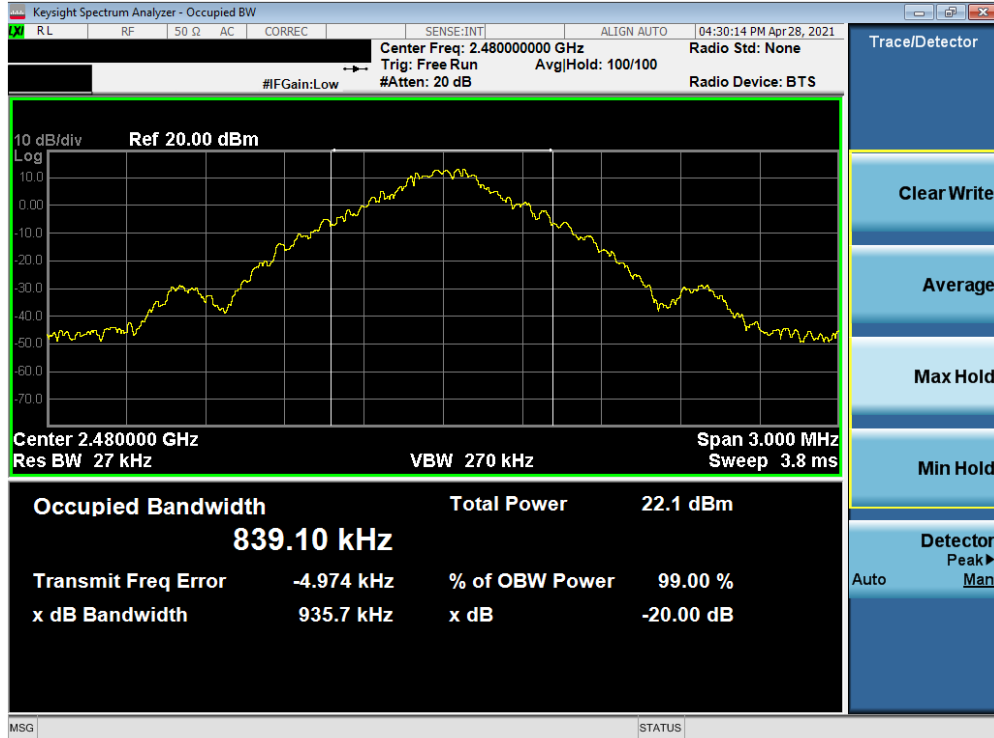 Keysight Spectrum Analyzer - Occupied BW
LXI RL RF 50 Ω AC CORREC SENSE:INT ALIGN AUTO 04:30:14 PM Apr 28, 2021
Center Freq: 2.480000000 GHz Radio Std: None
Trig: Free Run Avg|Hold: 100/100
#IFGain:Low #Atten: 20 dB Radio Device: BTS
Trace/Detector
10 dB/div Ref 20.00 dBm
Log
10.0
0.00
-10.0
-20.0
-30.0
-40.0
-50.0
-60.0
-70.0
Center 2.480000 GHz Span 3.000 MHz
Res BW 27 kHz VBW 270 kHz Sweep 3.8 ms
Occupied Bandwidth Total Power 22.1 dBm
839.10 kHz
Transmit Freq Error -4.974 kHz % of OBW Power 99.00 %
x dB Bandwidth 935.7 kHz x dB -20.00 dB
Clear Write
Average
Max Hold
Min Hold
Detector
Peak
Auto Man
MSG STATUS